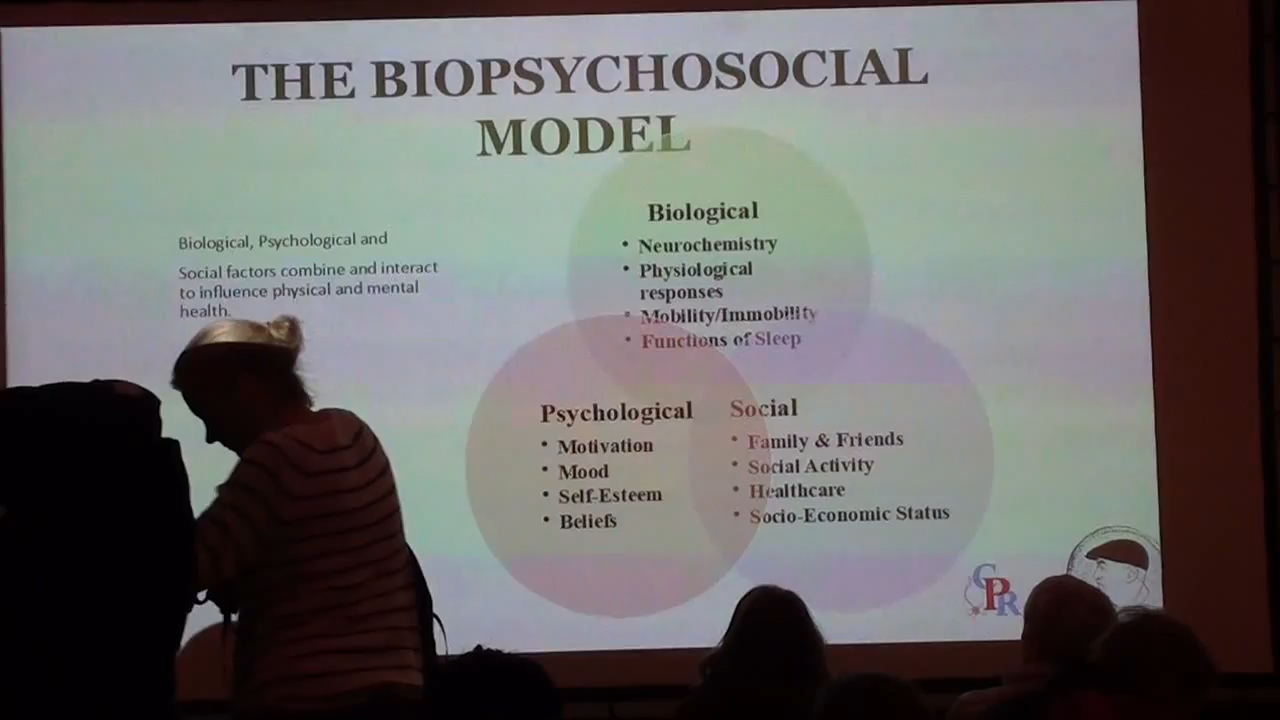 THE BIOPSYCHOSOCIAL
MODEL
Biological, Psychological and
Social factors combine and interact
to influence physical and mental
health.
Biological
• Neurochemistry
• Physiological
responses
• Mobility/Immobility
• Functions of Sleep
Psychological
• Motivation
• Mood
• Self-Esteem
• Beliefs
Social
• Family & Friends
• Social Activity
• Healthcare
• Socio-Economic Status
CPR